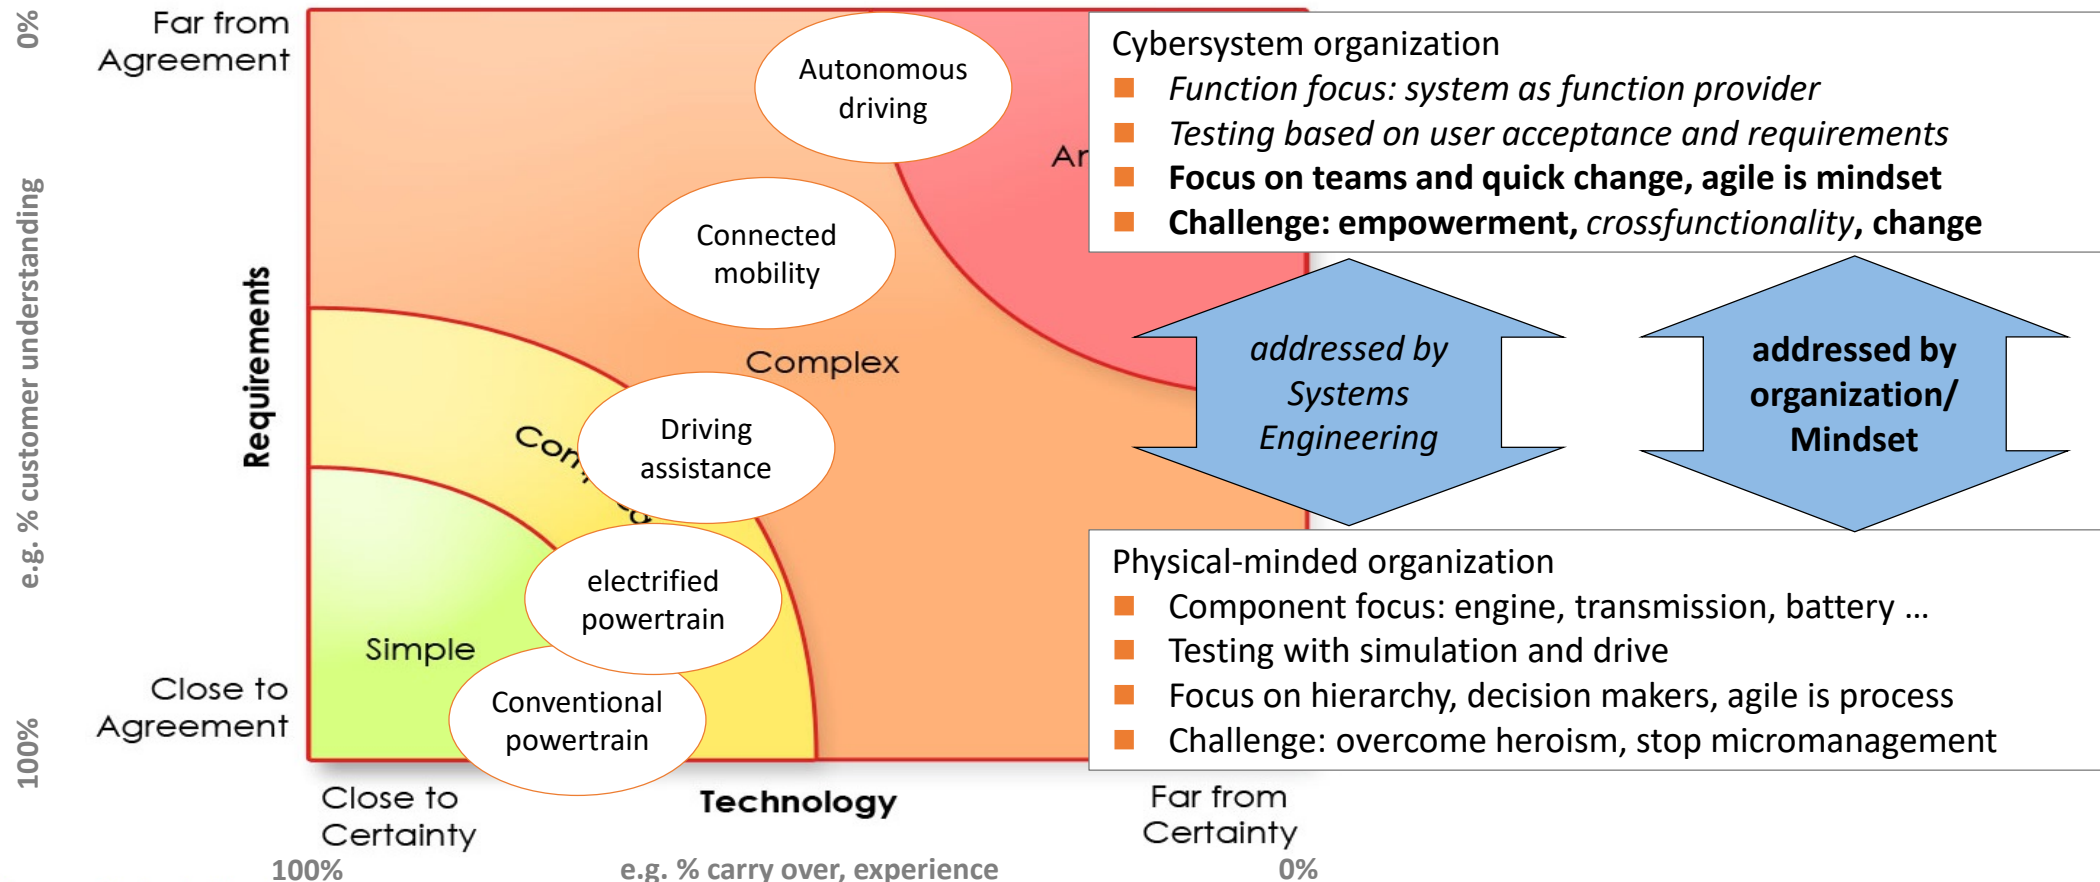 0%
Far from
Agreement
Autonomous
driving
Cybersystem organization
Function focus: system as function provider
Testing based on user acceptance and requirements
Focus on teams and quick change, agile is mindset
Challenge: empowerment, crossfunctionality, change
Connected
mobility
Complex
Requirements
e.g. % customer understanding
Driving
assistance
addressed by
Systems
Engineering
addressed by
organization/
Mindset
electrified
powertrain
Simple
Conventional
powertrain
Physical-minded organization
Component focus: engine, transmission, battery ...
Testing with simulation and drive
Focus on hierarchy, decision makers, agile is process
Challenge: overcome heroism, stop micromanagement
Close to
Agreement
100%
Close to
Certainty
Technology
Far from
Certainty
100%
e.g. % carry over, experience
0%